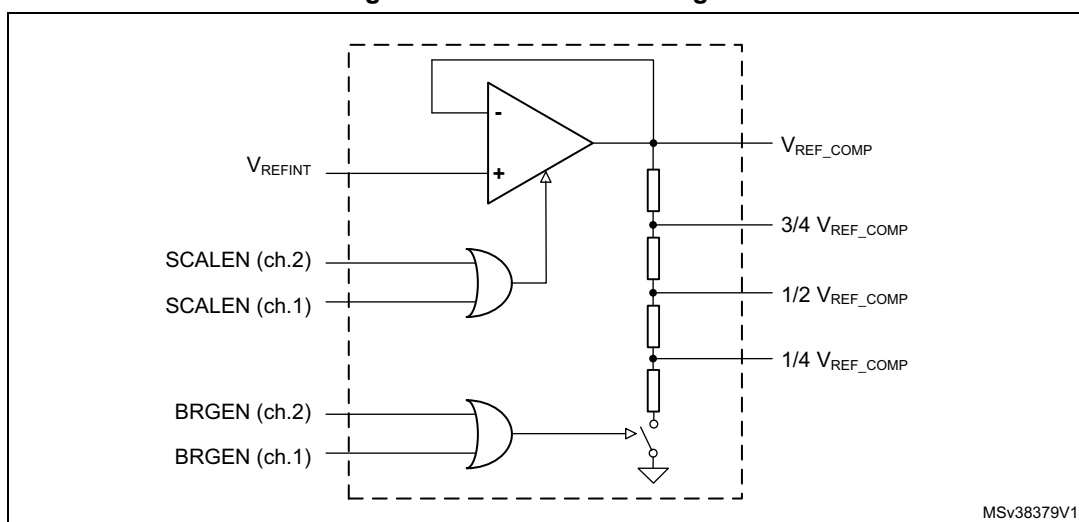 -
V_REFINT
+
V_REF_COMP
3/4 V_REF_COMP
SCALEN (ch.2)
SCALEN (ch.1)
1/2 V_REF_COMP
1/4 V_REF_COMP
BRGEN (ch.2)
BRGEN (ch.1)
MSv38379V1